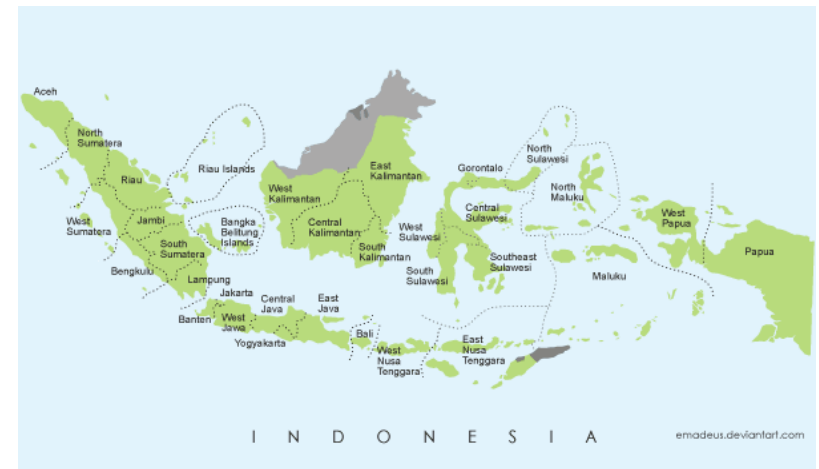 Aceh
North
Sumatera
Riau
Riau Islands
West
Sumatera
Jambi
Bangka
Belitung
Islands
South
Sumatera
Bengkulu
Lampung
West
Kalimantan
East
Kalimantan
Central
Kalimantan
South
Kalimantan
Gorontalo
North
Sulawesi
Central
Sulawesi
West
Sulawesi
South
Sulawesi
Southeast
Sulawesi
North
Maluku
Maluku
West
Papua
Papua
Jakarta
Banten
West
Jawa
Central
Java
Yogyakarta
East
Java
Bali
West
Nusa
Tenggara
East
Nusa
Tenggara
INDONESIA
emadeus.deviantart.com